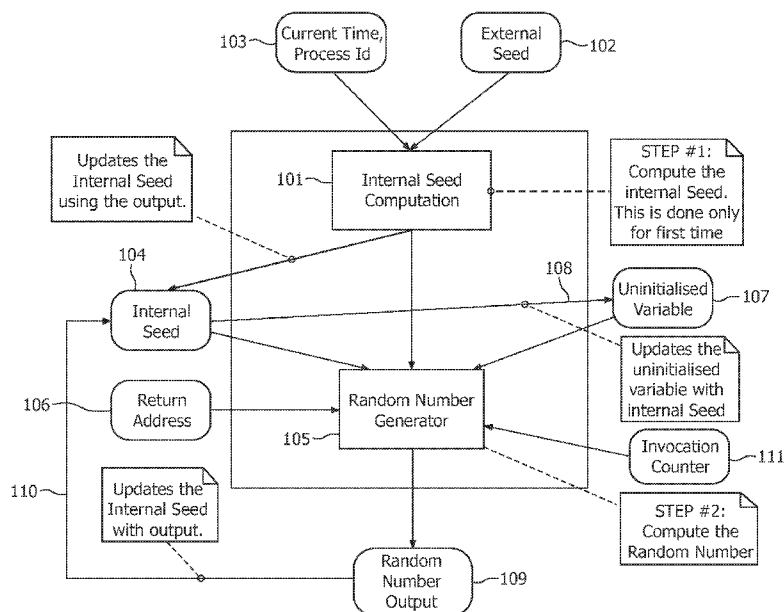 103
Current Time,
Process Id
External
Seed
102
Updates the
Internal Seed
using the output.
101
Internal Seed
Computation
STEP #1:
Compute the
internal Seed.
This is done only
for first time
104
Internal
Seed
108
Uninitialised
Variable
107
Updates the
uninitialised
variable with
internal Seed
106
Return
Address
Random Number
Generator
105
Invocation
Counter
111
110
Updates the
Internal Seed
with output.
STEP #2:
Compute the
Random Number
Random
Number
Output
109